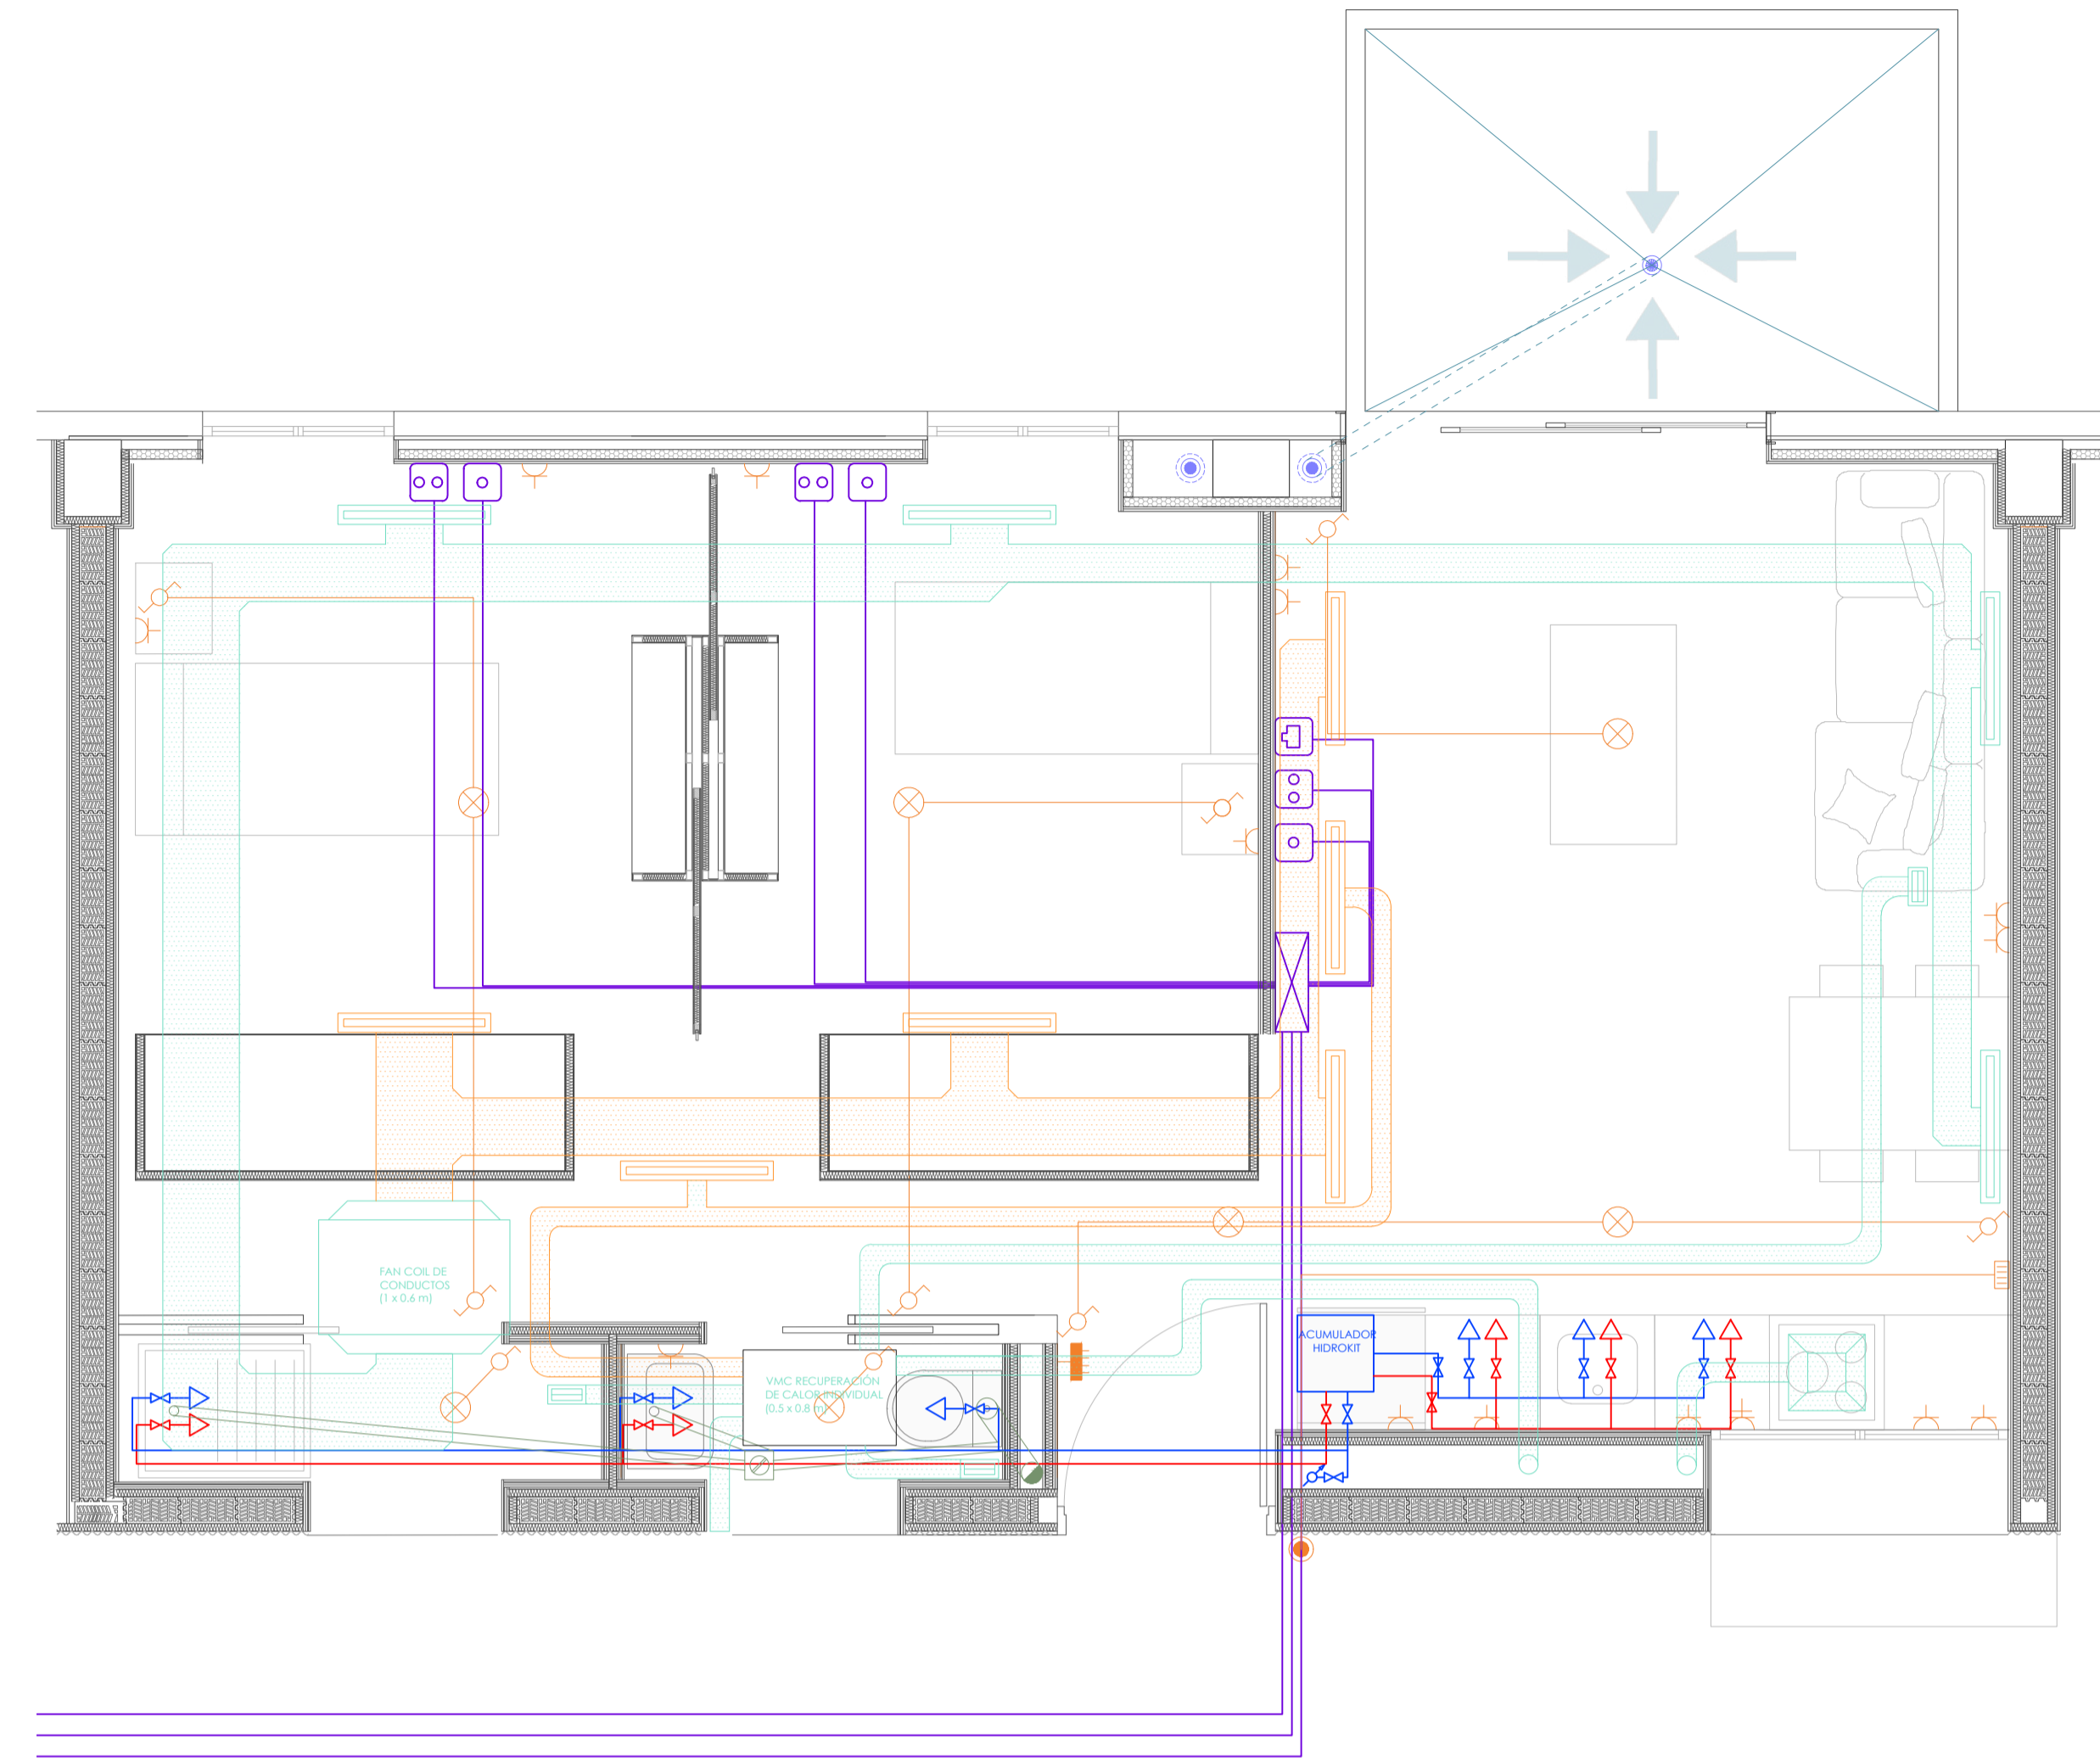 FAN COIL DE
CONDUCTOS
(1 x 0.6 m)
ACUMULADOR
HIDROKIT
VMC RECUPERACIÓN
DE CALOR INDIVIDUAL
(0.5 x 0.8 m)